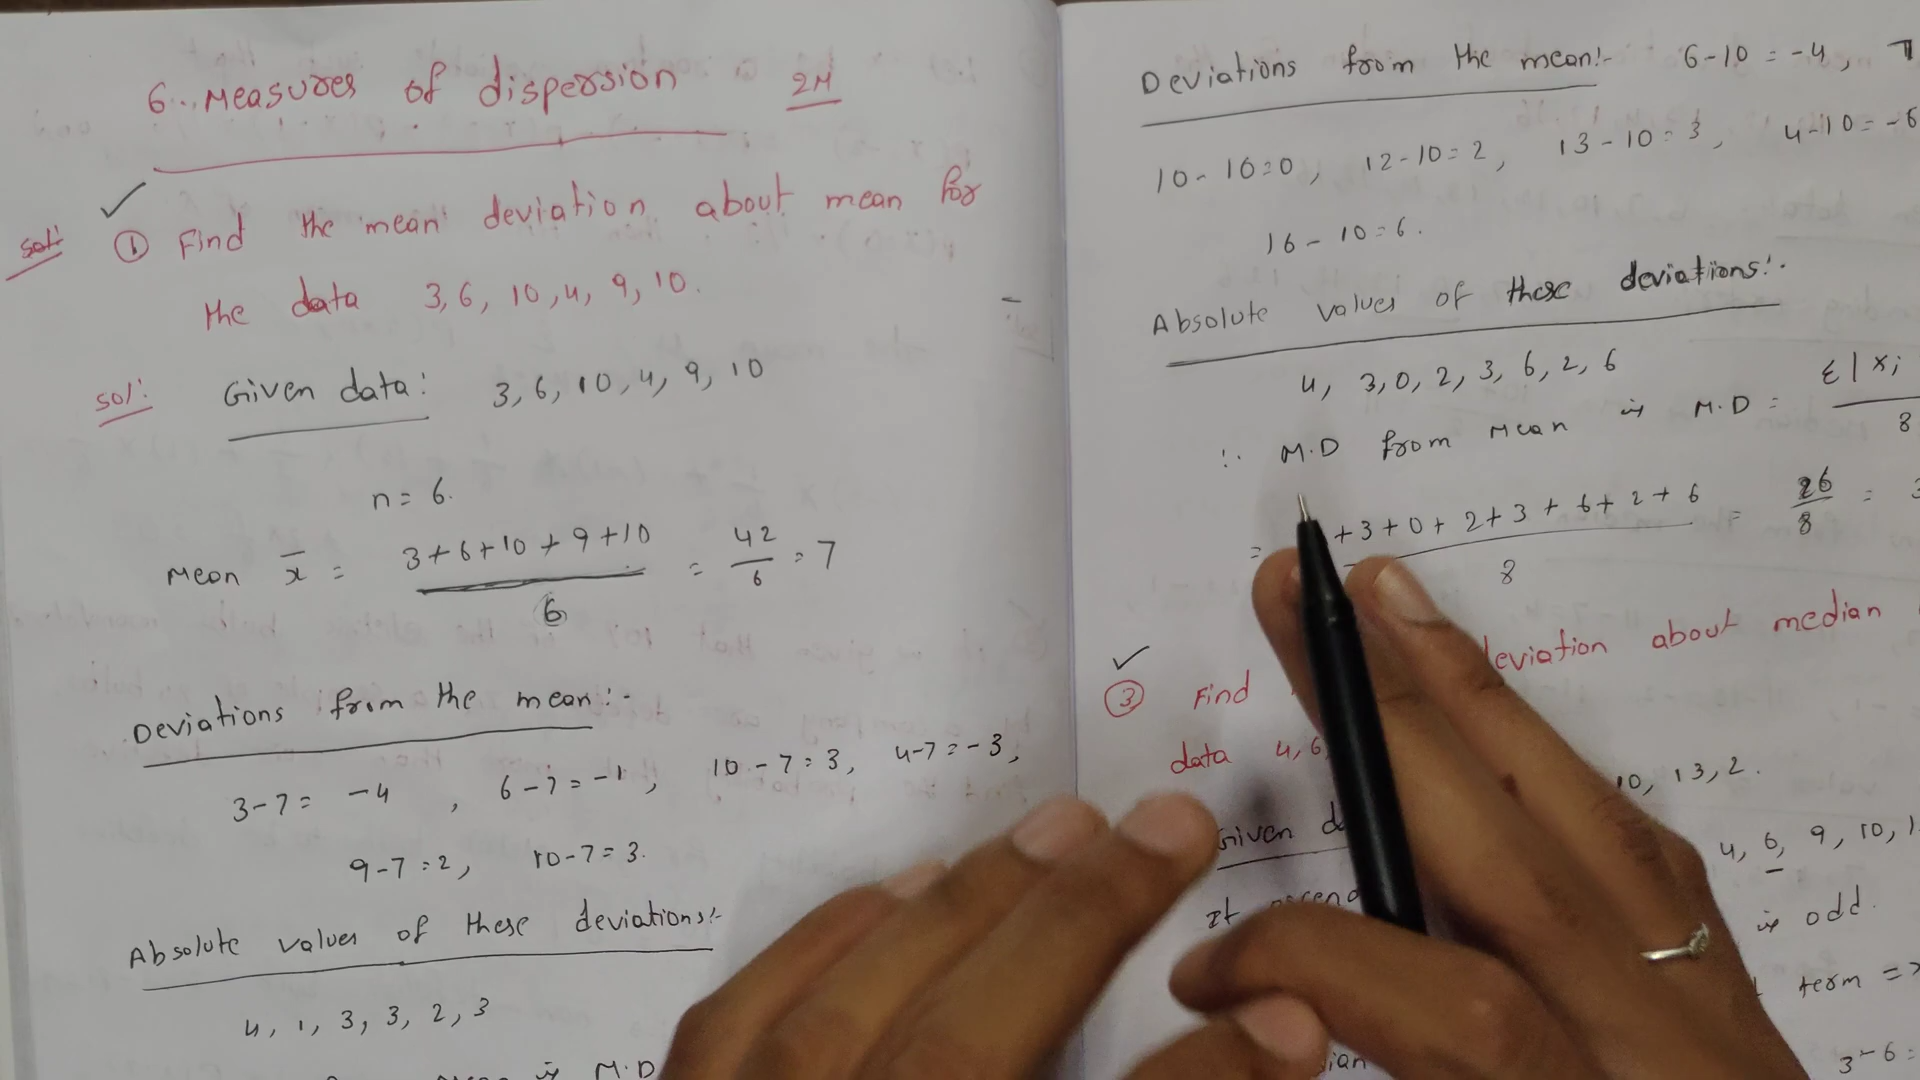 6. Measures of dispersion 2M
Sol:
① Find the mean deviation about mean for
the data 3, 6, 10, 4, 9, 10.
Sol: Given data: 3, 6, 10, 4, 9, 10
n = 6.
Mean x̄ = 3+6+10+9+10 / 6 = 42/6 = 7
Deviations from the mean:-
3-7 = -4, 6-7 = -1, 10-7 = 3, 4-7 = -3,
9-7 = 2, 10-7 = 3.
Absolute values of these deviations:-
4, 1, 3, 3, 2, 3
is M.D
Deviations from the mean:- 6-10 = -4,
10-10=0, 12-10=2, 13-10=3, 4-10=-6
16-10=6.
Absolute values of these deviations:-
4, 3, 0, 2, 3, 6, 2, 6
∴ M.D from Mean is M.D = Σ|xi / 8
= +3+0+2+3+6+2+6 / 8 = 26/8 =
③ Find deviation about median
data 4, 6 10, 13, 2.
Given 4, 6, 9, 10,
It is odd.
term =
3-6 =